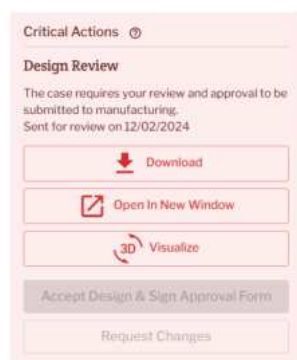 Critical Actions ?
Design Review
The case requires your review and approval to be
submitted to manufacturing.
Sent for review on 12/02/2024
Download
Open In New Window
3D Visualize
Accept Design & Sign Approval Form
Request Changes